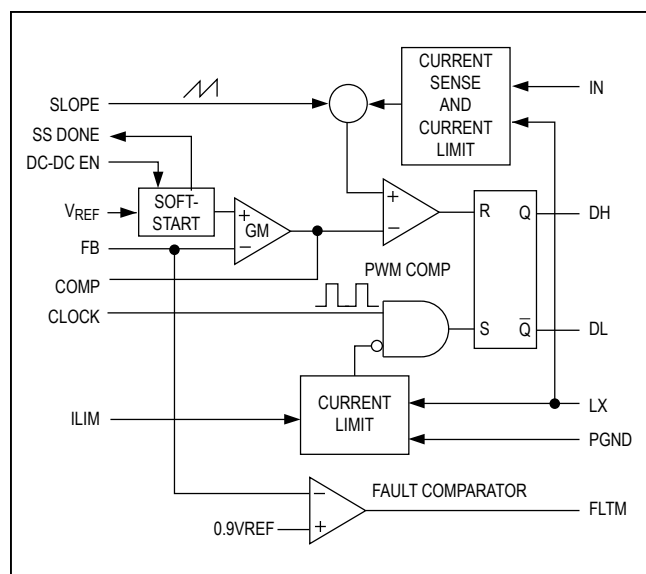 CURRENT
SENSE
AND
CURRENT
LIMIT
IN
SLOPE
SS DONE
DC-DC EN
VREF
SOFT-
START
+
−
GM
+
−
R
Q
DH
FB
COMP
PWM COMP
CLOCK
S
Q̅
DL
ILIM
CURRENT
LIMIT
LX
PGND
−
+
FAULT COMPARATOR
FLTM
0.9VREF